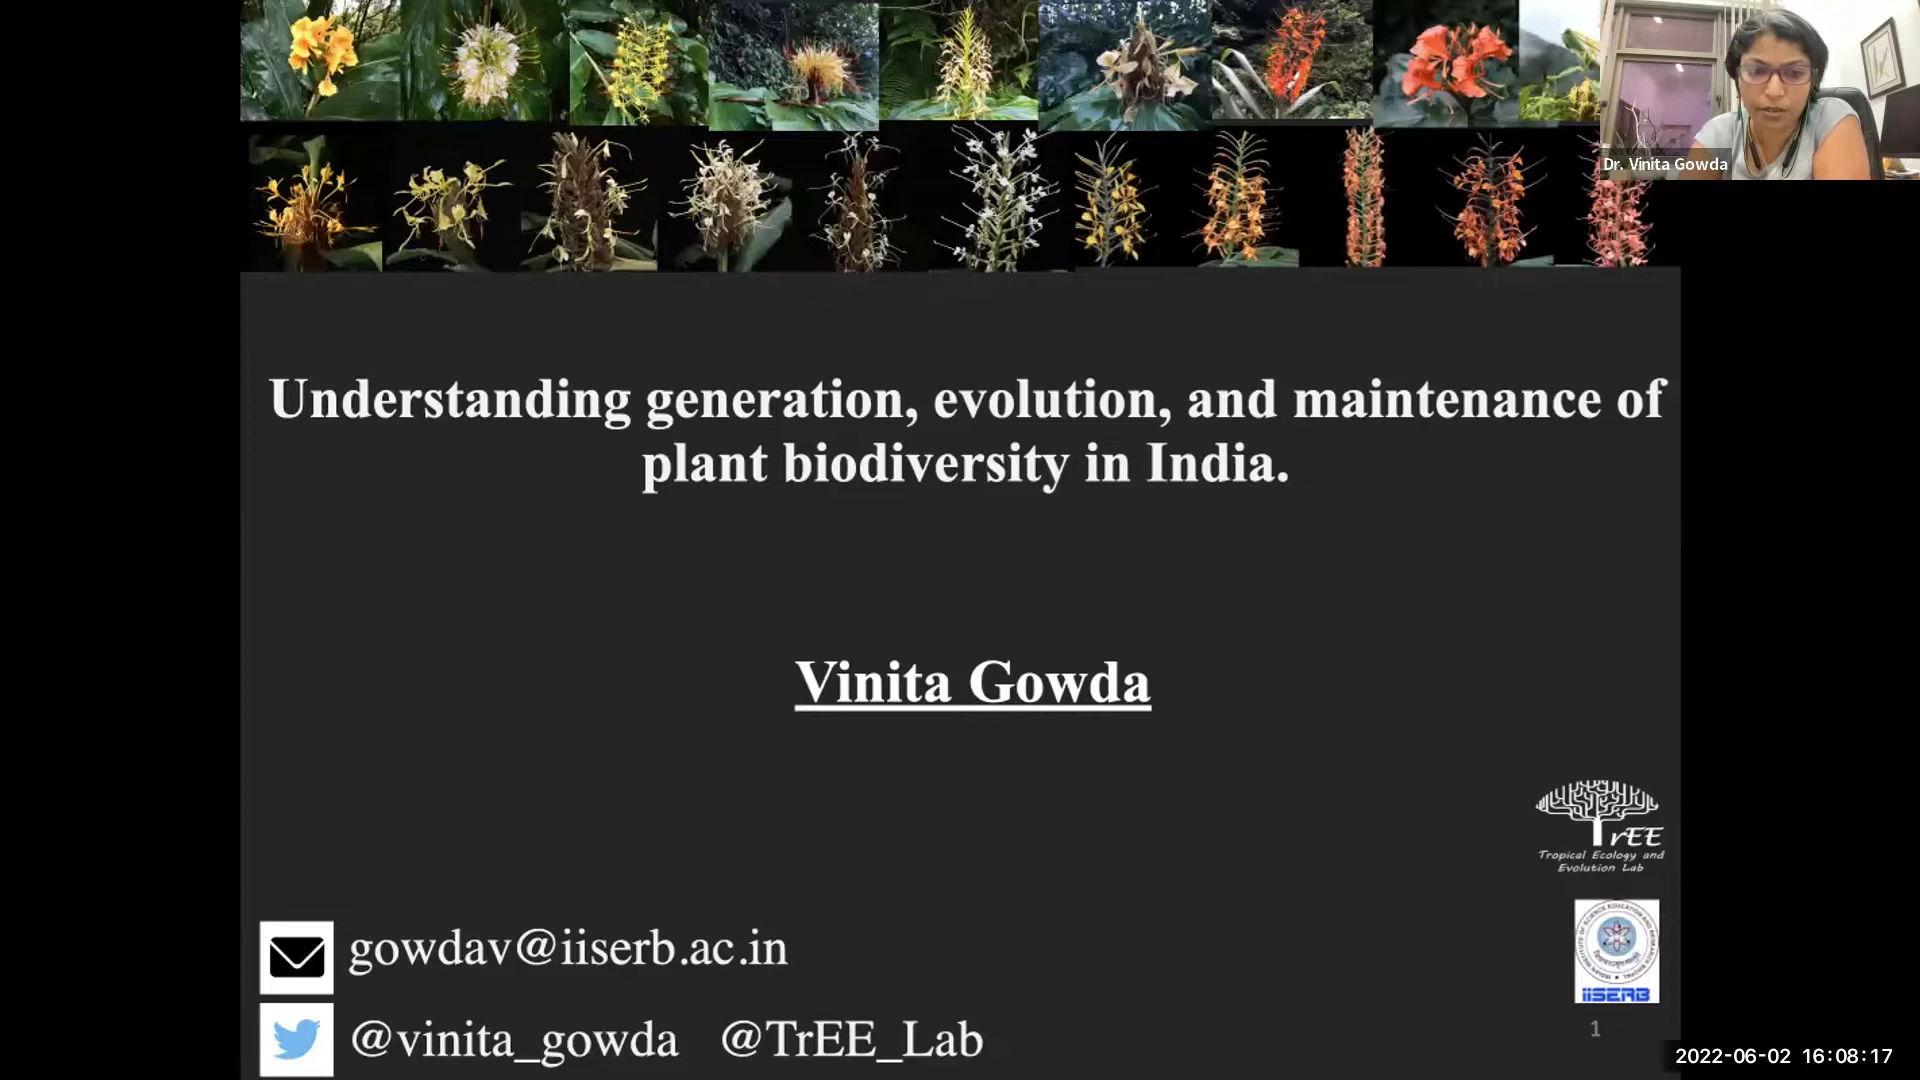 Dr. Vinita Gowda
Understanding generation, evolution, and maintenance of
plant biodiversity in India.
Vinita Gowda
TrEE
Tropical Ecology and
Evolution Lab
gowdav@iiserb.ac.in
IISERB
@vinita_gowda @TrEE_Lab
1
2022-06-02 16:08:17